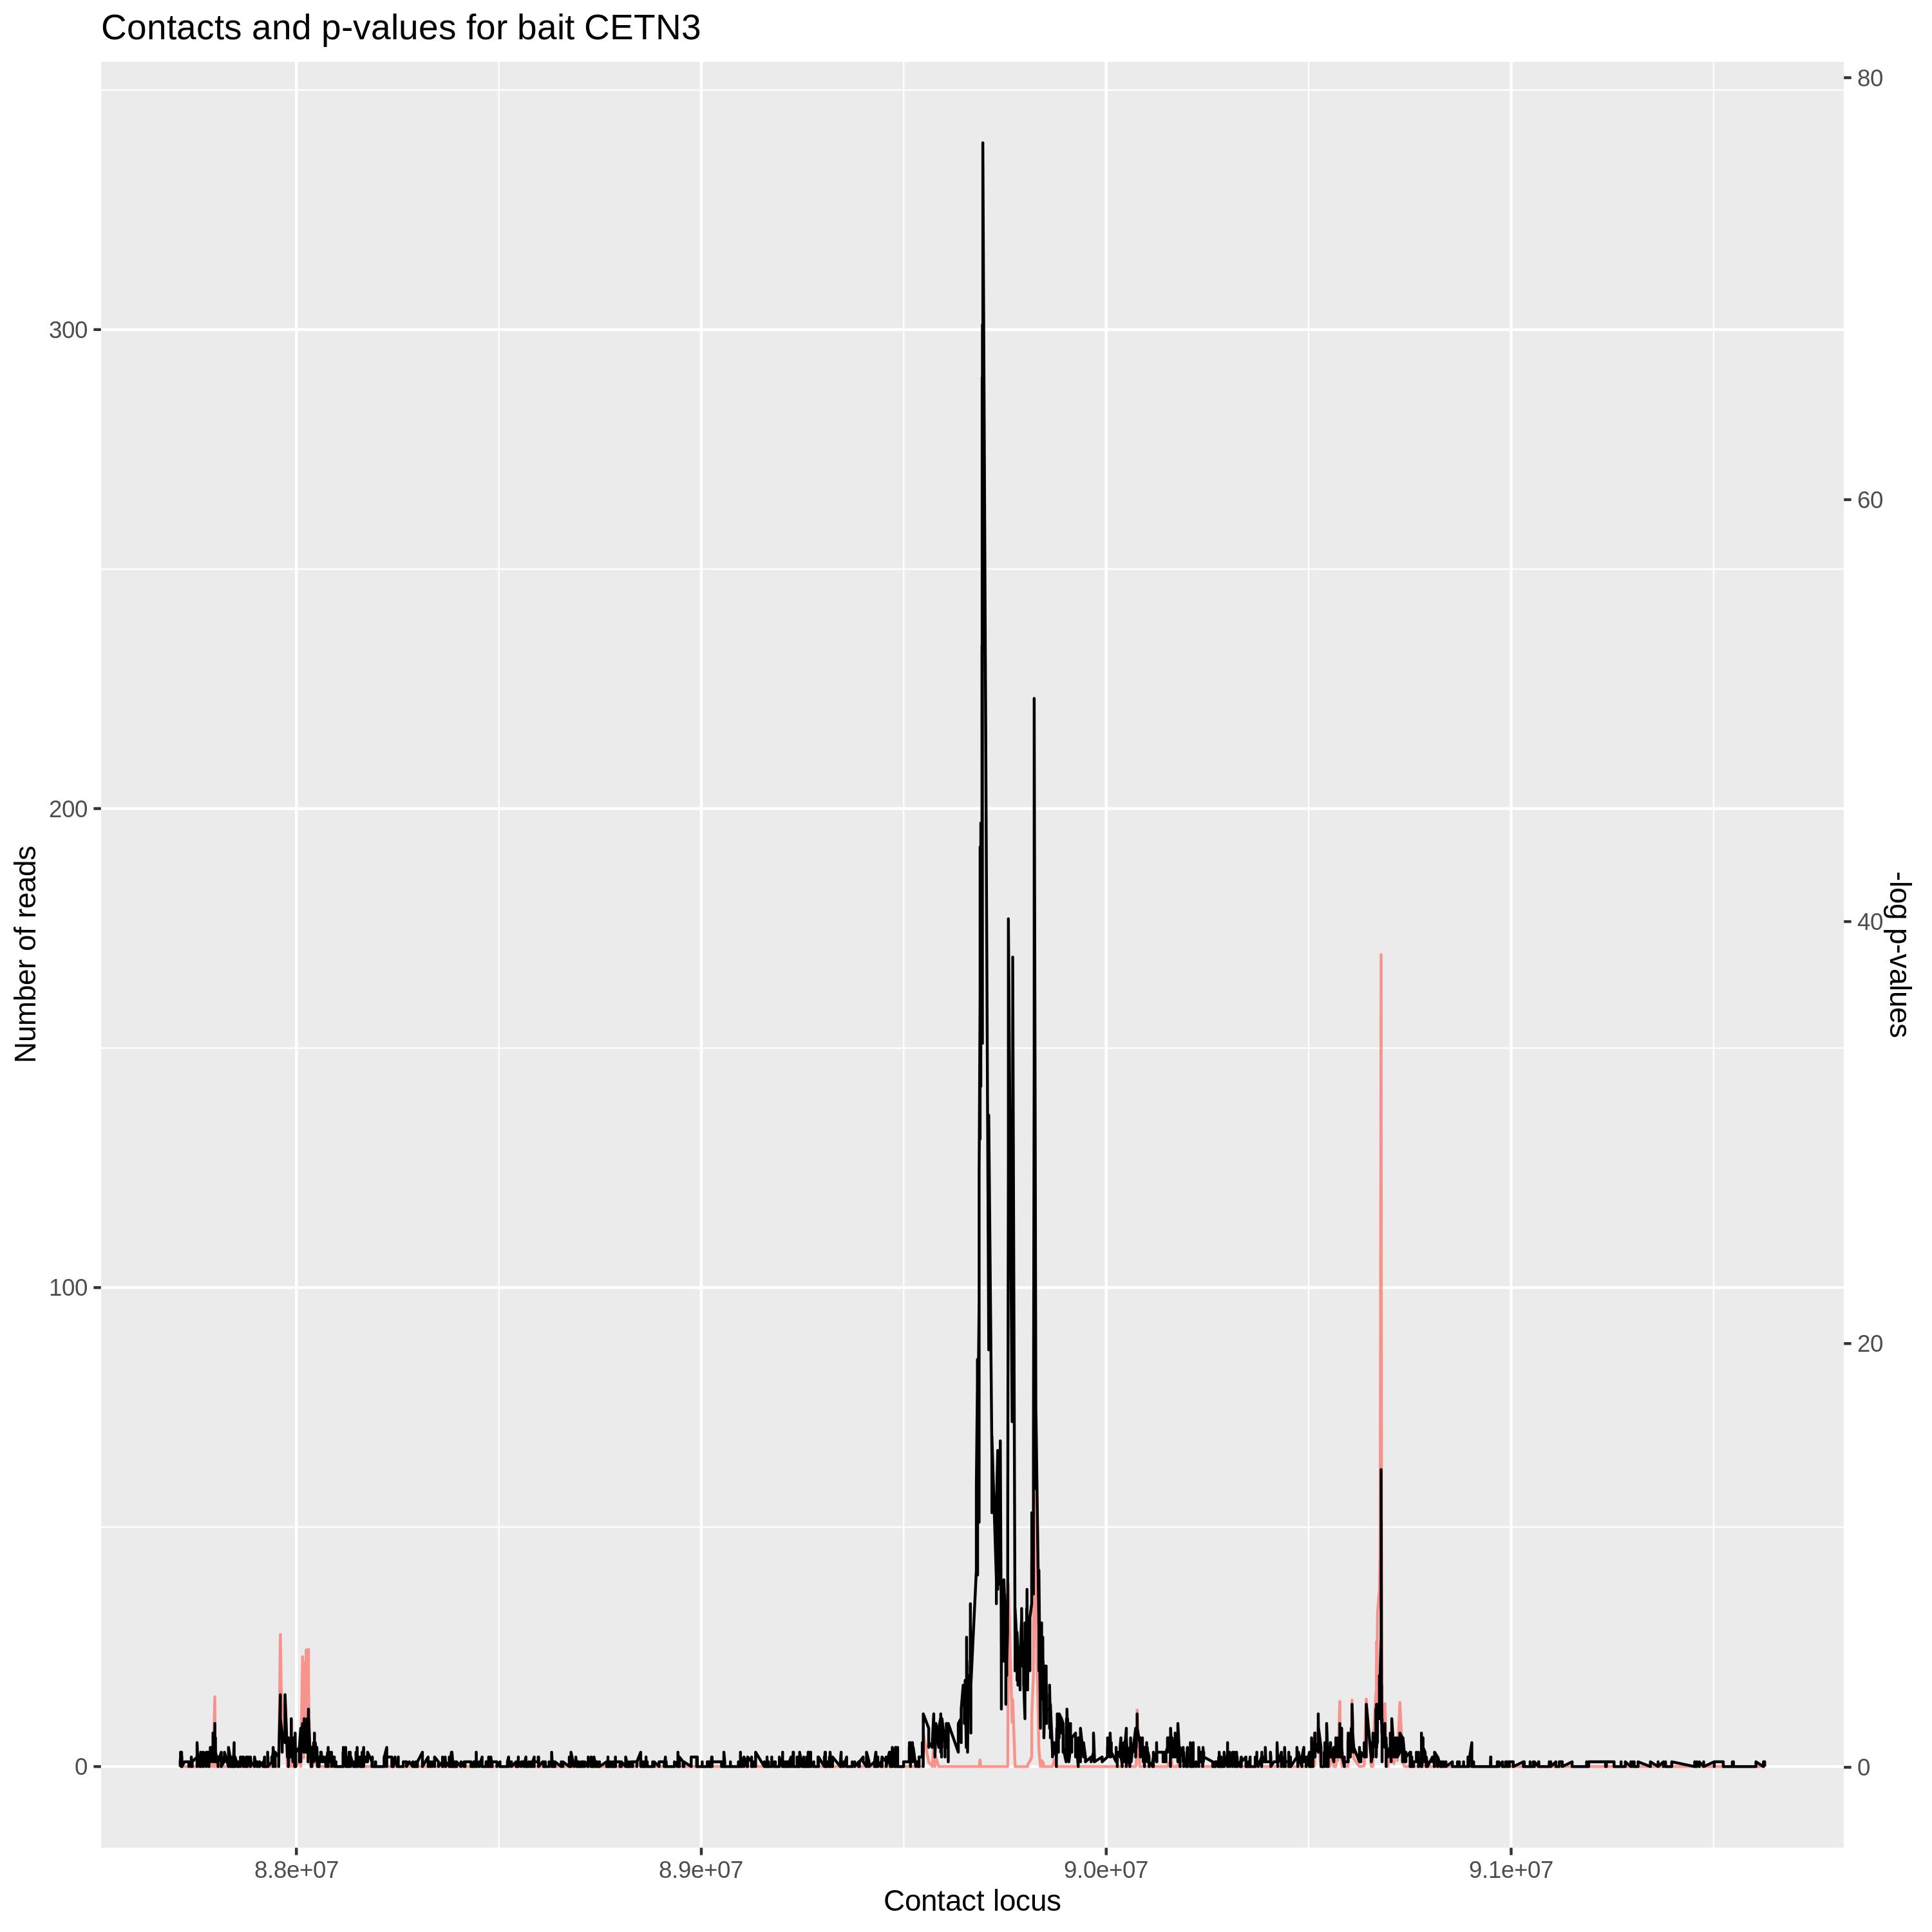 Contacts and p-values for bait CETN3
Number of reads
300
200
100
0
80
60
40
20
0
-log p-values
8.8e+07
8.9e+07
9.0e+07
9.1e+07
Contact locus